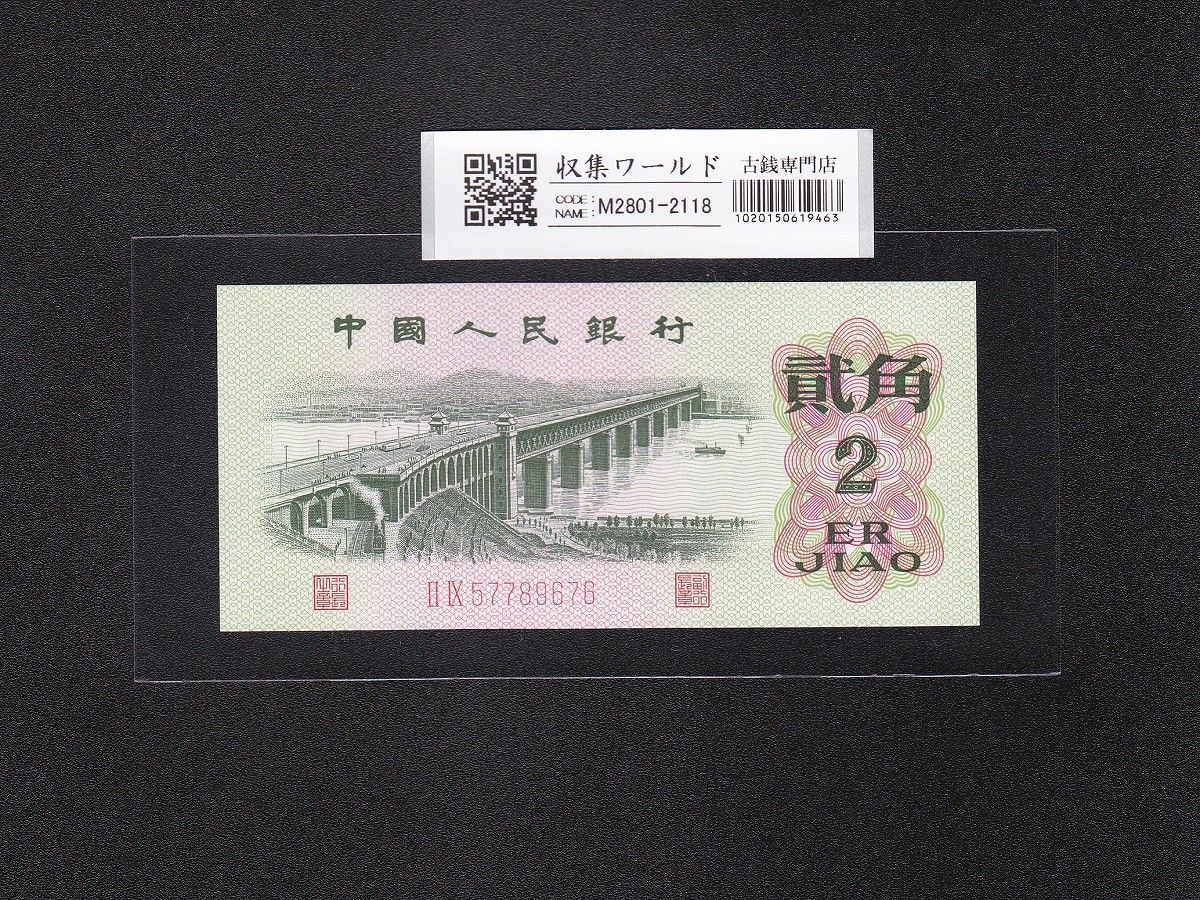 収集ワールド 古銭専門店
CODE:
NAME: M2801-2118
1020150619463
中國人民銀行
貳角
2
ER
JIAO
II IX 57789676